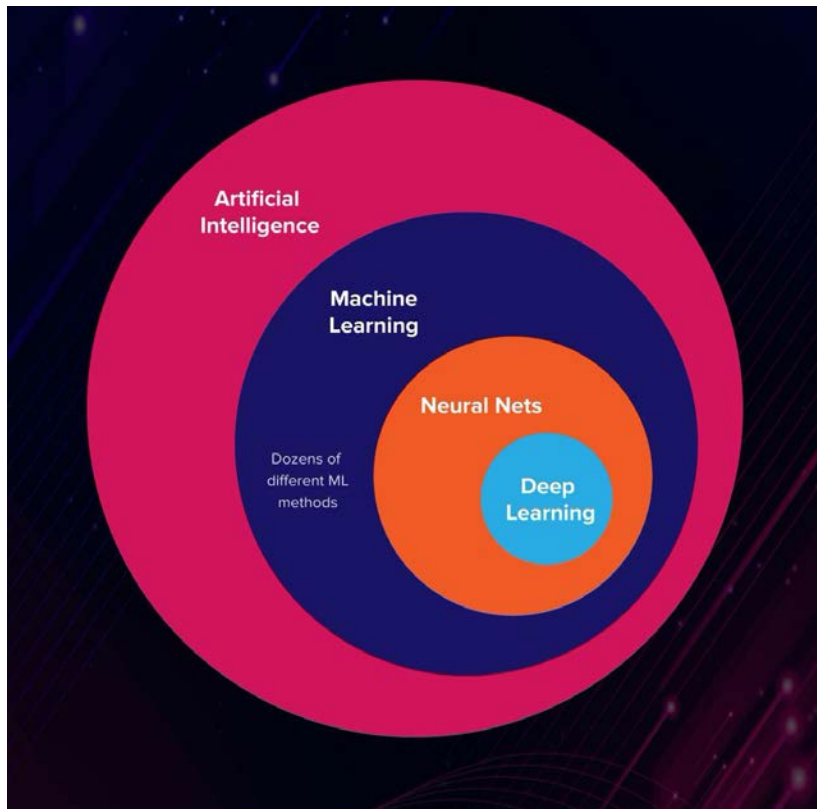 Artificial
Intelligence
Machine
Learning
Neural Nets
Dozens of
different ML
methods
Deep
Learning